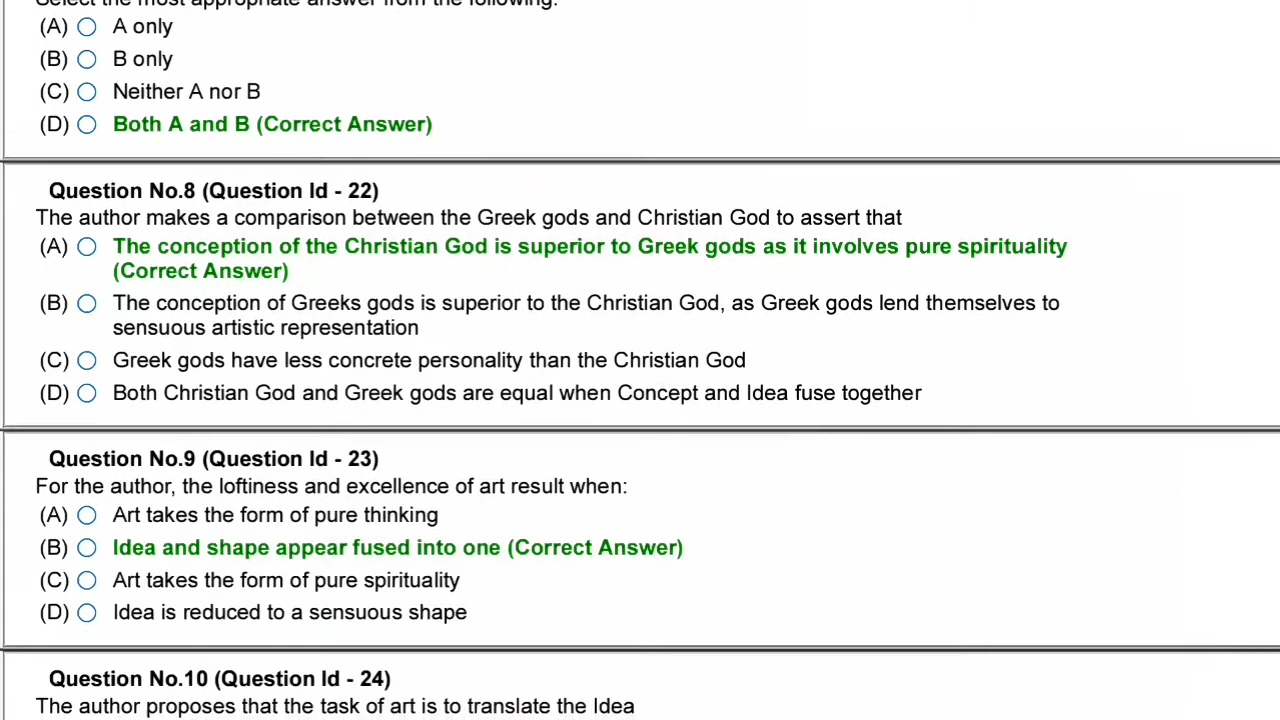 Select the most appropriate answer from the following:
(A) A only
(B) B only
(C) Neither A nor B
(D) Both A and B (Correct Answer)
Question No.8 (Question Id - 22)
The author makes a comparison between the Greek gods and Christian God to assert that
(A) The conception of the Christian God is superior to Greek gods as it involves pure spirituality
(Correct Answer)
(B) The conception of Greeks gods is superior to the Christian God, as Greek gods lend themselves to
sensuous artistic representation
(C) Greek gods have less concrete personality than the Christian God
(D) Both Christian God and Greek gods are equal when Concept and Idea fuse together
Question No.9 (Question Id - 23)
For the author, the loftiness and excellence of art result when:
(A) Art takes the form of pure thinking
(B) Idea and shape appear fused into one (Correct Answer)
(C) Art takes the form of pure spirituality
(D) Idea is reduced to a sensuous shape
Question No.10 (Question Id - 24)
The author proposes that the task of art is to translate the Idea